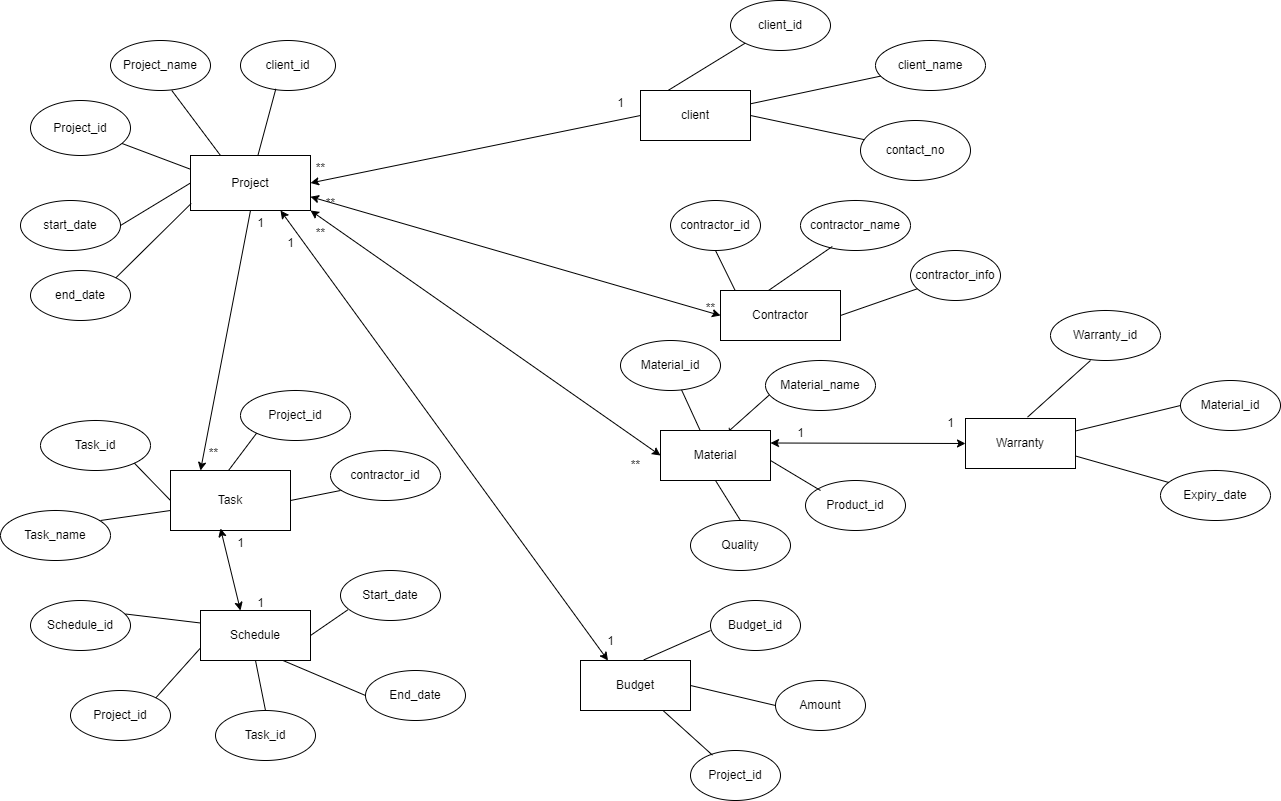 client_id
Project_name
client_id
client_name
1
client
Project_id
contact_no
**
Project
**
start_date
1
**
1
contractor_id
contractor_name
contractor_info
end_date
**
Contractor
Warranty_id
Material_id
Material_name
Material_id
Project_id
1
1
Task_id
**
Warranty
Material
**
contractor_id
Expiry_date
Task
Product_id
Task_name
1
Quality
Start_date
1
Schedule_id
Schedule
1
Budget_id
Budget
End_date
Amount
Project_id
Task_id
Project_id